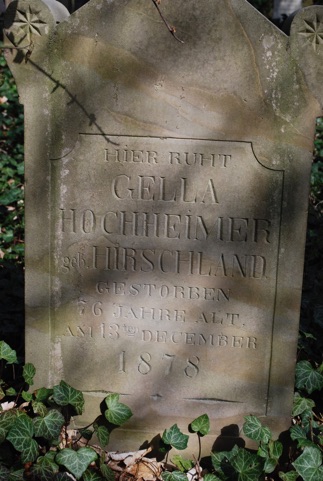 HIER RUHT
GELLA
HOCHHEIMER
geb. HIRSCHLAND
GESTORBEN
76 JAHRE ALT.
AM 13TEN DECEMBER
1878